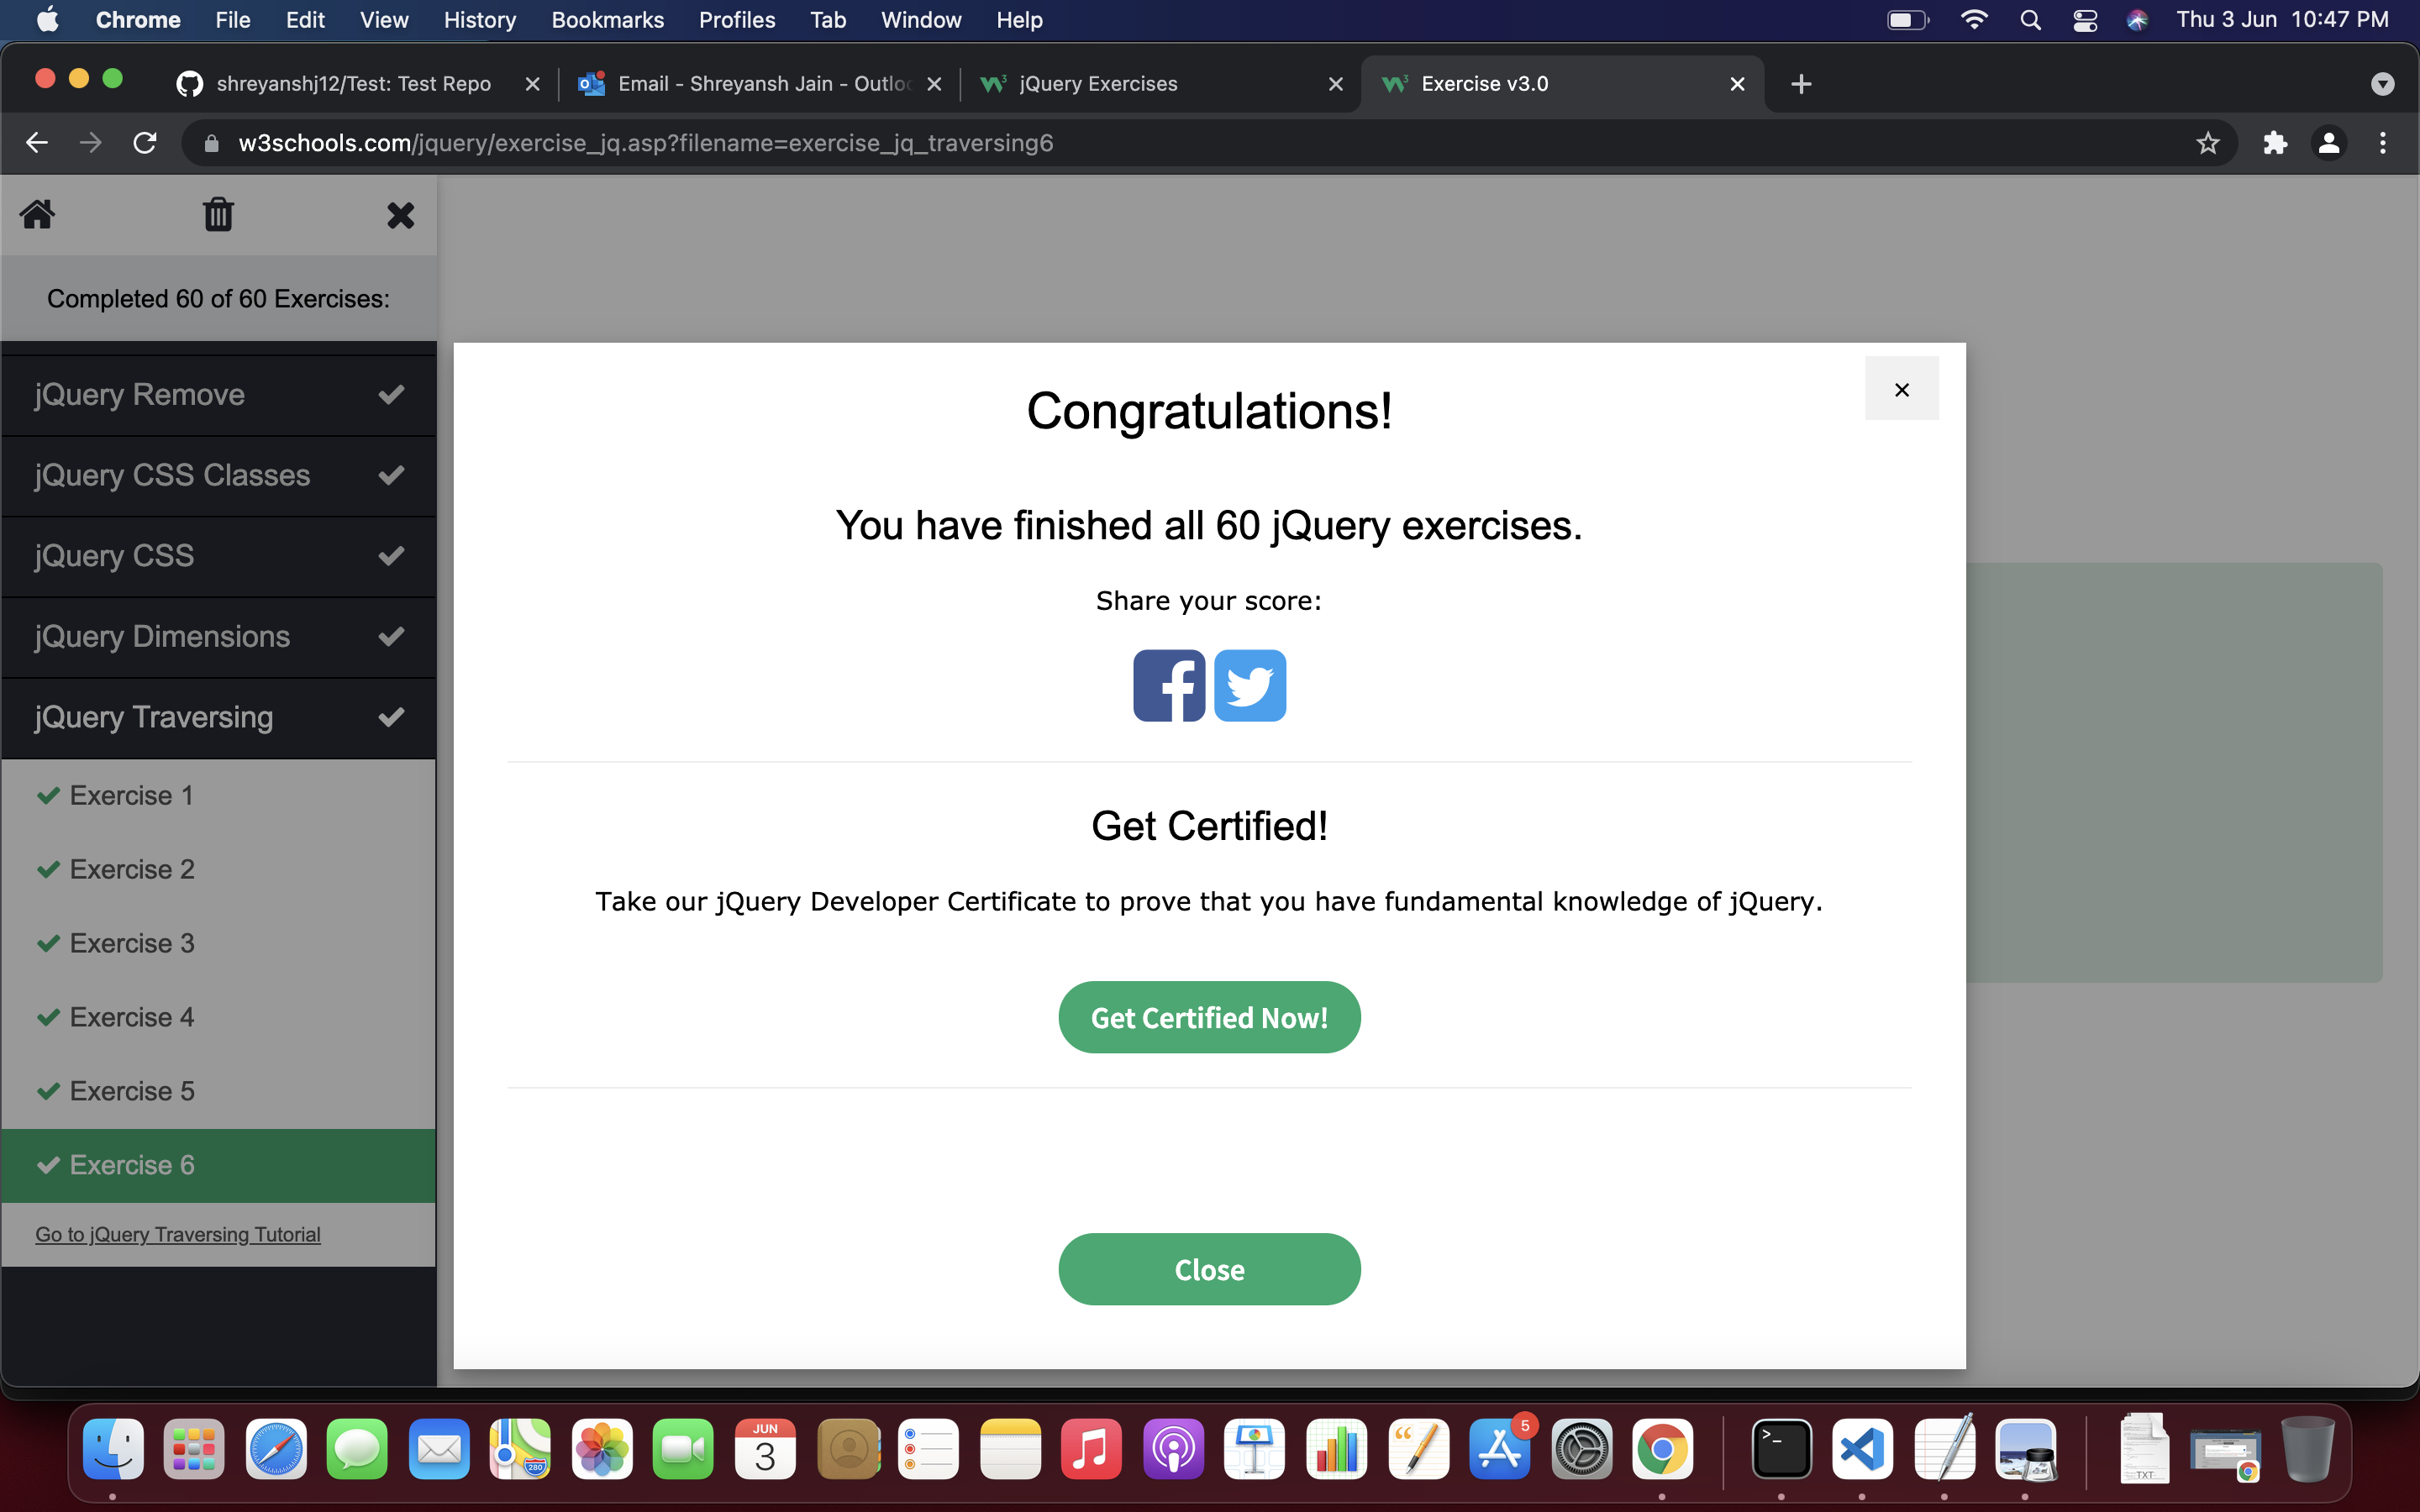 Chrome File Edit View History Bookmarks Profiles Tab Window Help Thu 3 Jun 10:47 PM
shreyanshj12/Test: Test Repo Email - Shreyansh Jain - Outloo jQuery Exercises Exercise v3.0
w3schools.com/jquery/exercise_jq.asp?filename=exercise_jq_traversing6
Completed 60 of 60 Exercises:
jQuery Remove
jQuery CSS Classes
jQuery CSS
jQuery Dimensions
jQuery Traversing
Exercise 1
Exercise 2
Exercise 3
Exercise 4
Exercise 5
Exercise 6
Go to jQuery Traversing Tutorial
Congratulations!
You have finished all 60 jQuery exercises.
Share your score:
Get Certified!
Take our jQuery Developer Certificate to prove that you have fundamental knowledge of jQuery.
Get Certified Now!
Close
JUN
3
280
5
TXT